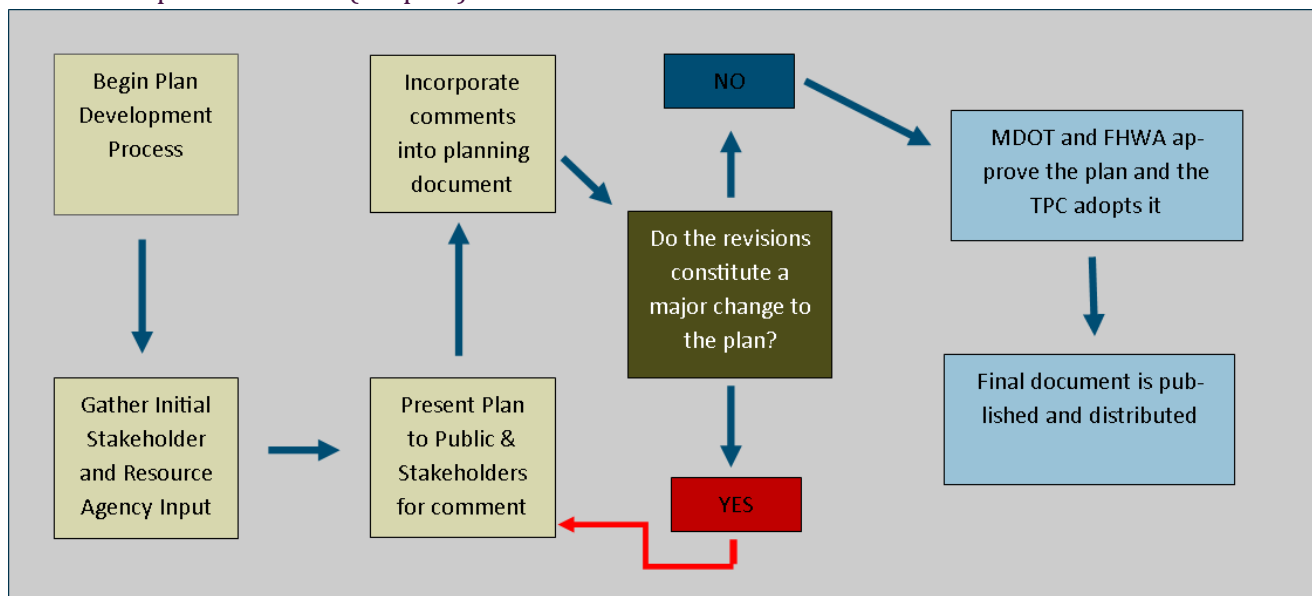 Begin Plan
Development
Process
Gather Initial
Stakeholder
and Resource
Agency Input
Present Plan
to Public &
Stakeholders
for comment
Incorporate
comments
into planning
document
Do the revisions
constitute a
major change to
the plan?
NO
YES
MDOT and FHWA ap-
prove the plan and the
TPC adopts it
Final document is pub-
lished and distributed